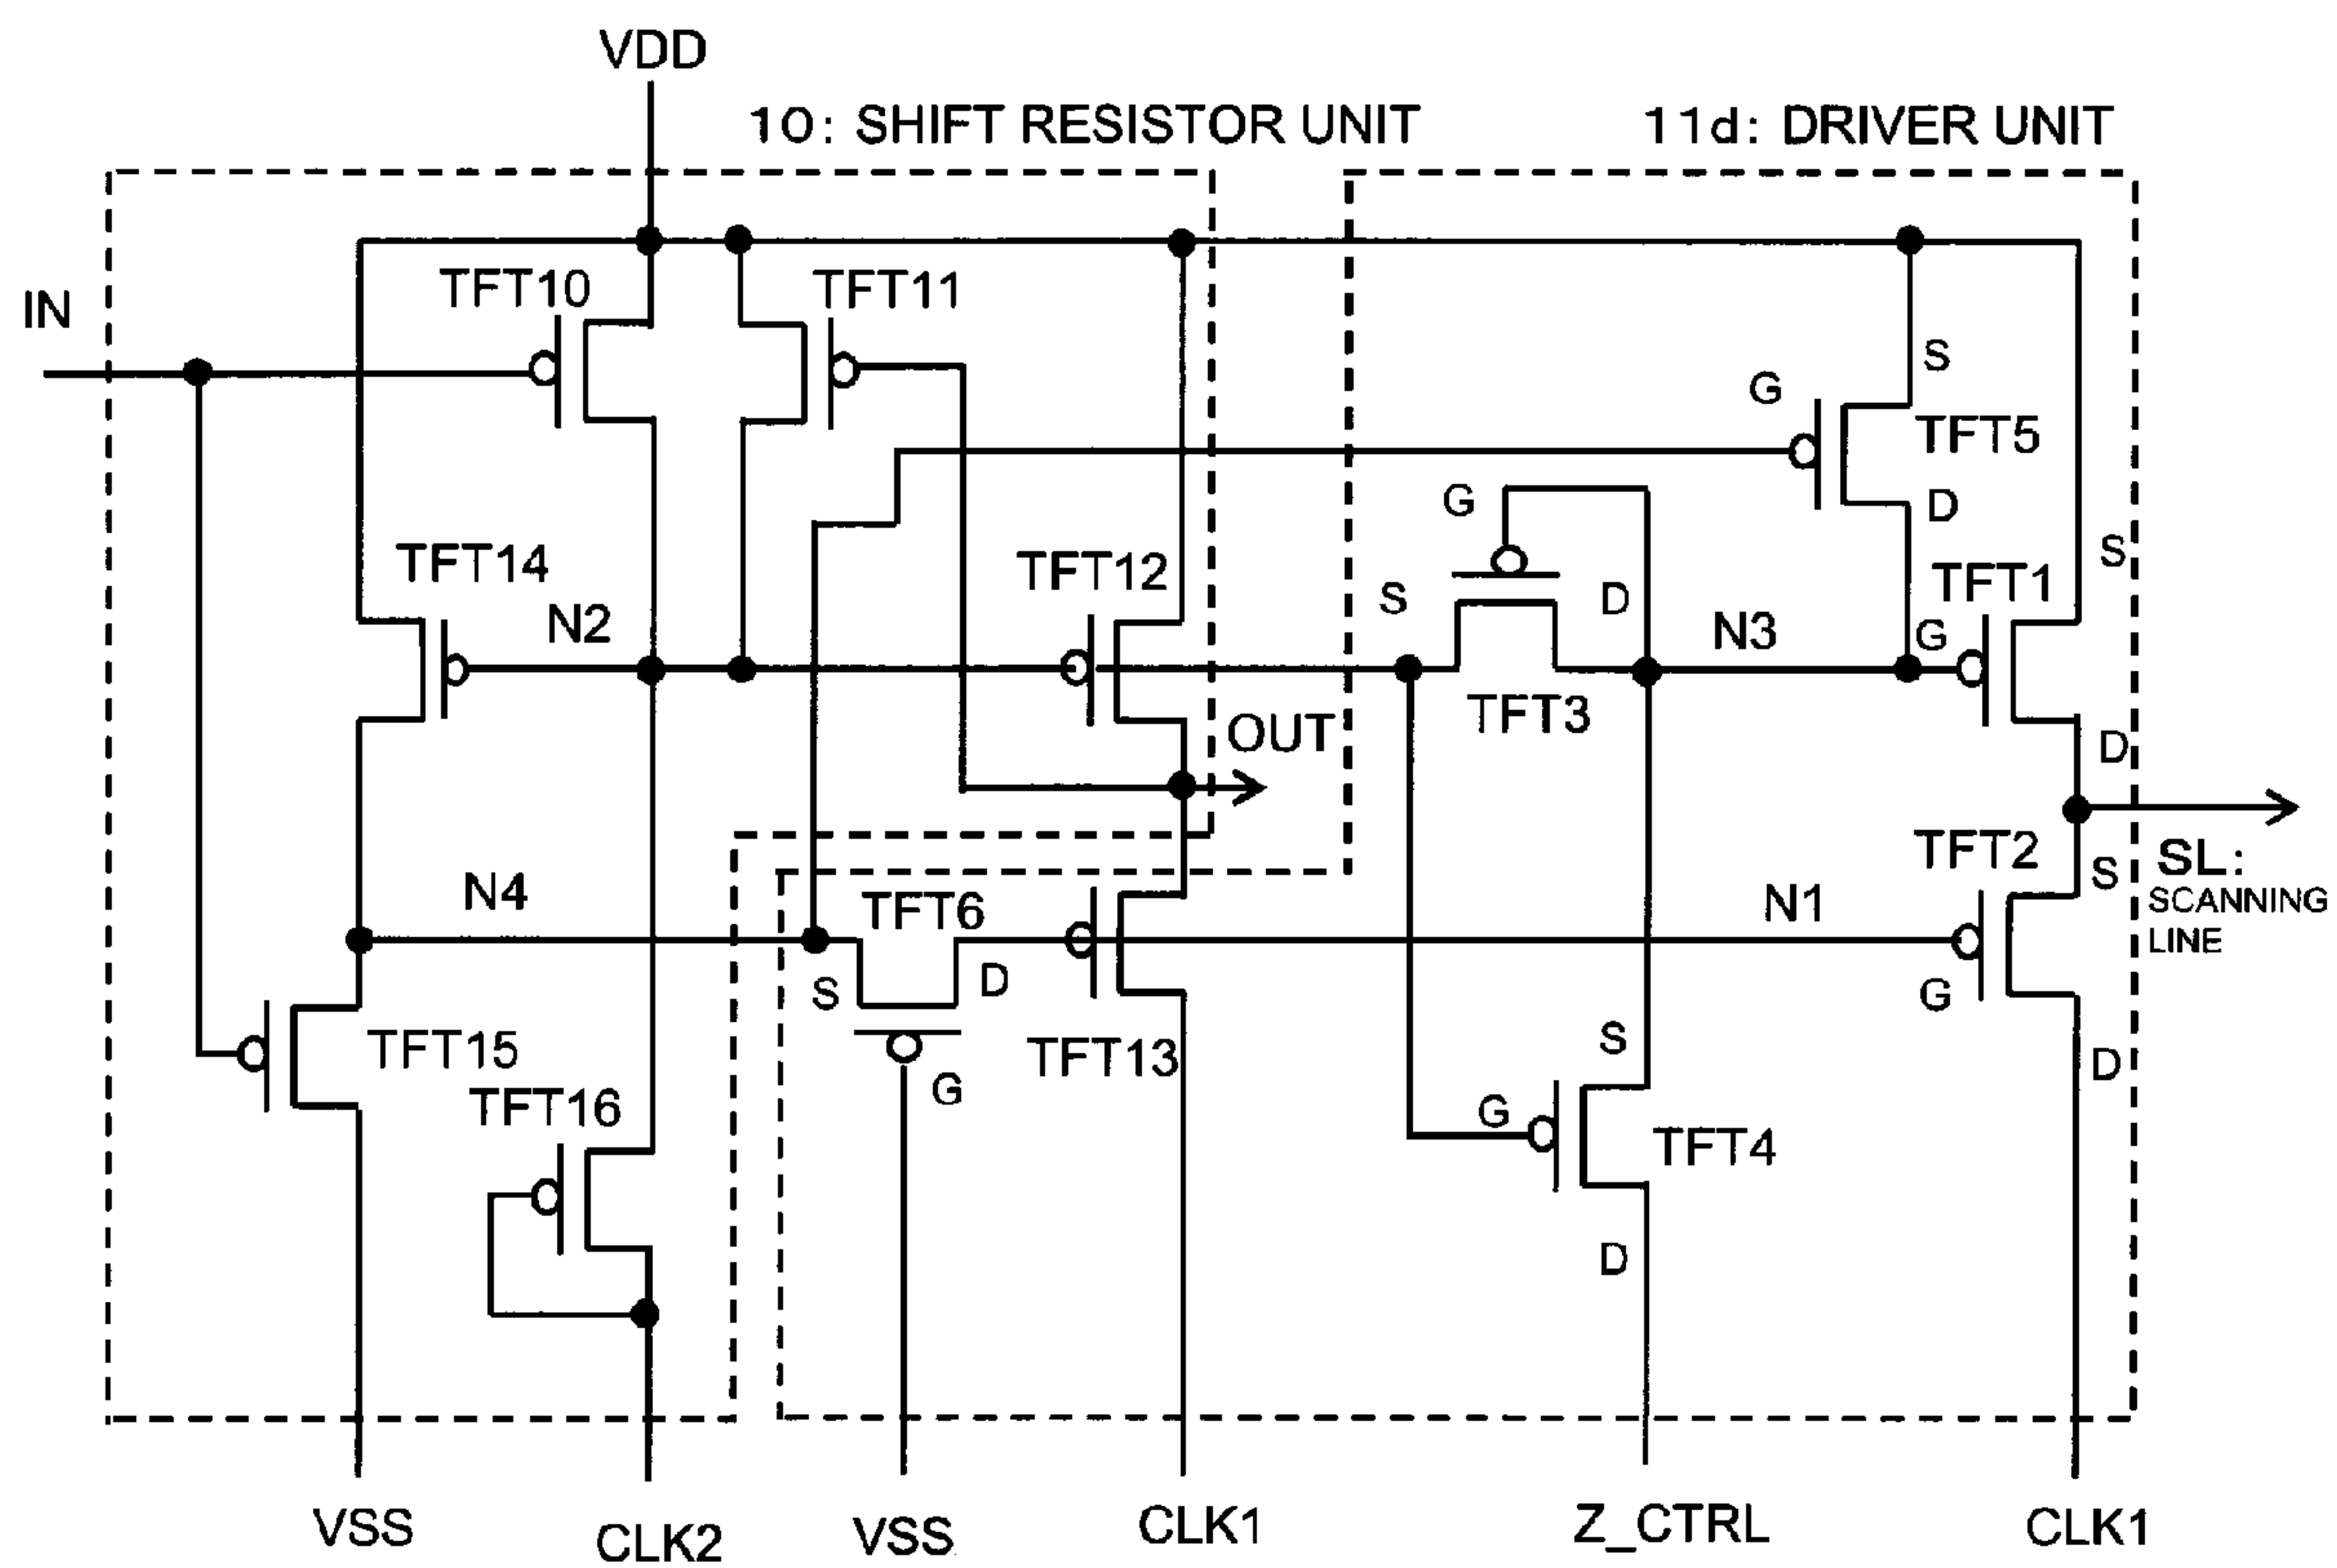 VDD
10: SHIFT RESISTOR UNIT
11d: DRIVER UNIT
IN
TFT10
TFT11
S
G
TFT5
G
D
TFT14
TFT12
S
N2
S
D
N3
TFT1
G
TFT3
OUT
D
TFT2
SL:
SCANNING
LINE
S
N4
TFT6
N1
S
D
G
TFT15
TFT13
S
D
TFT16
G
G
TFT4
D
VSS
CLK2
VSS
CLK1
Z_CTRL
CLK1